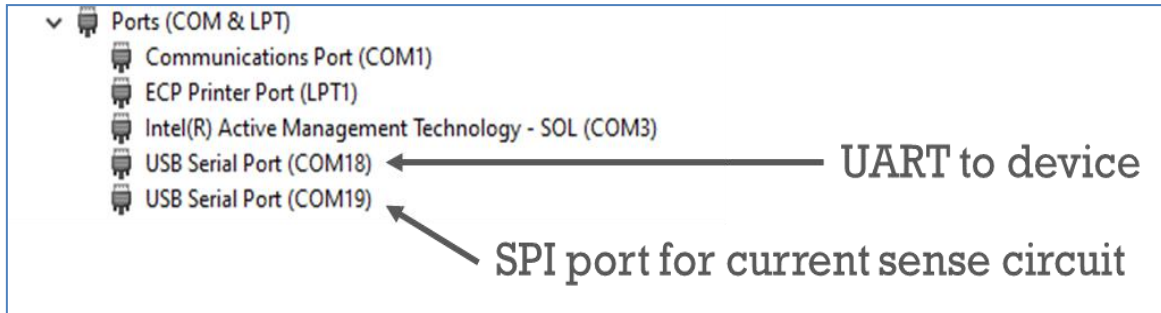 Ports (COM & LPT)
Communications Port (COM1)
ECP Printer Port (LPT1)
Intel(R) Active Management Technology - SOL (COM3)
USB Serial Port (COM18)
UART to device
USB Serial Port (COM19)
SPI port for current sense circuit